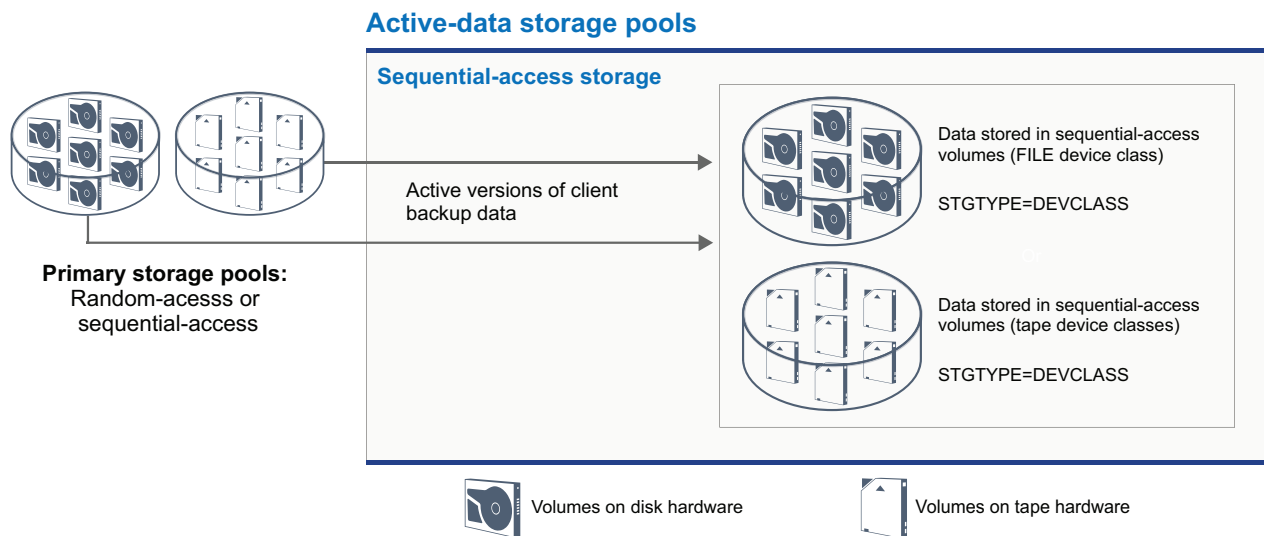 Active-data storage pools
Sequential-access storage
Data stored in sequential-access
volumes (FILE device class)
STGTYPE=DEVCLASS
Active versions of client
backup data
Primary storage pools:
Random-acesss or
sequential-access
Or
Data stored in sequential-access
volumes (tape device classes)
STGTYPE=DEVCLASS
Volumes on disk hardware
Volumes on tape hardware